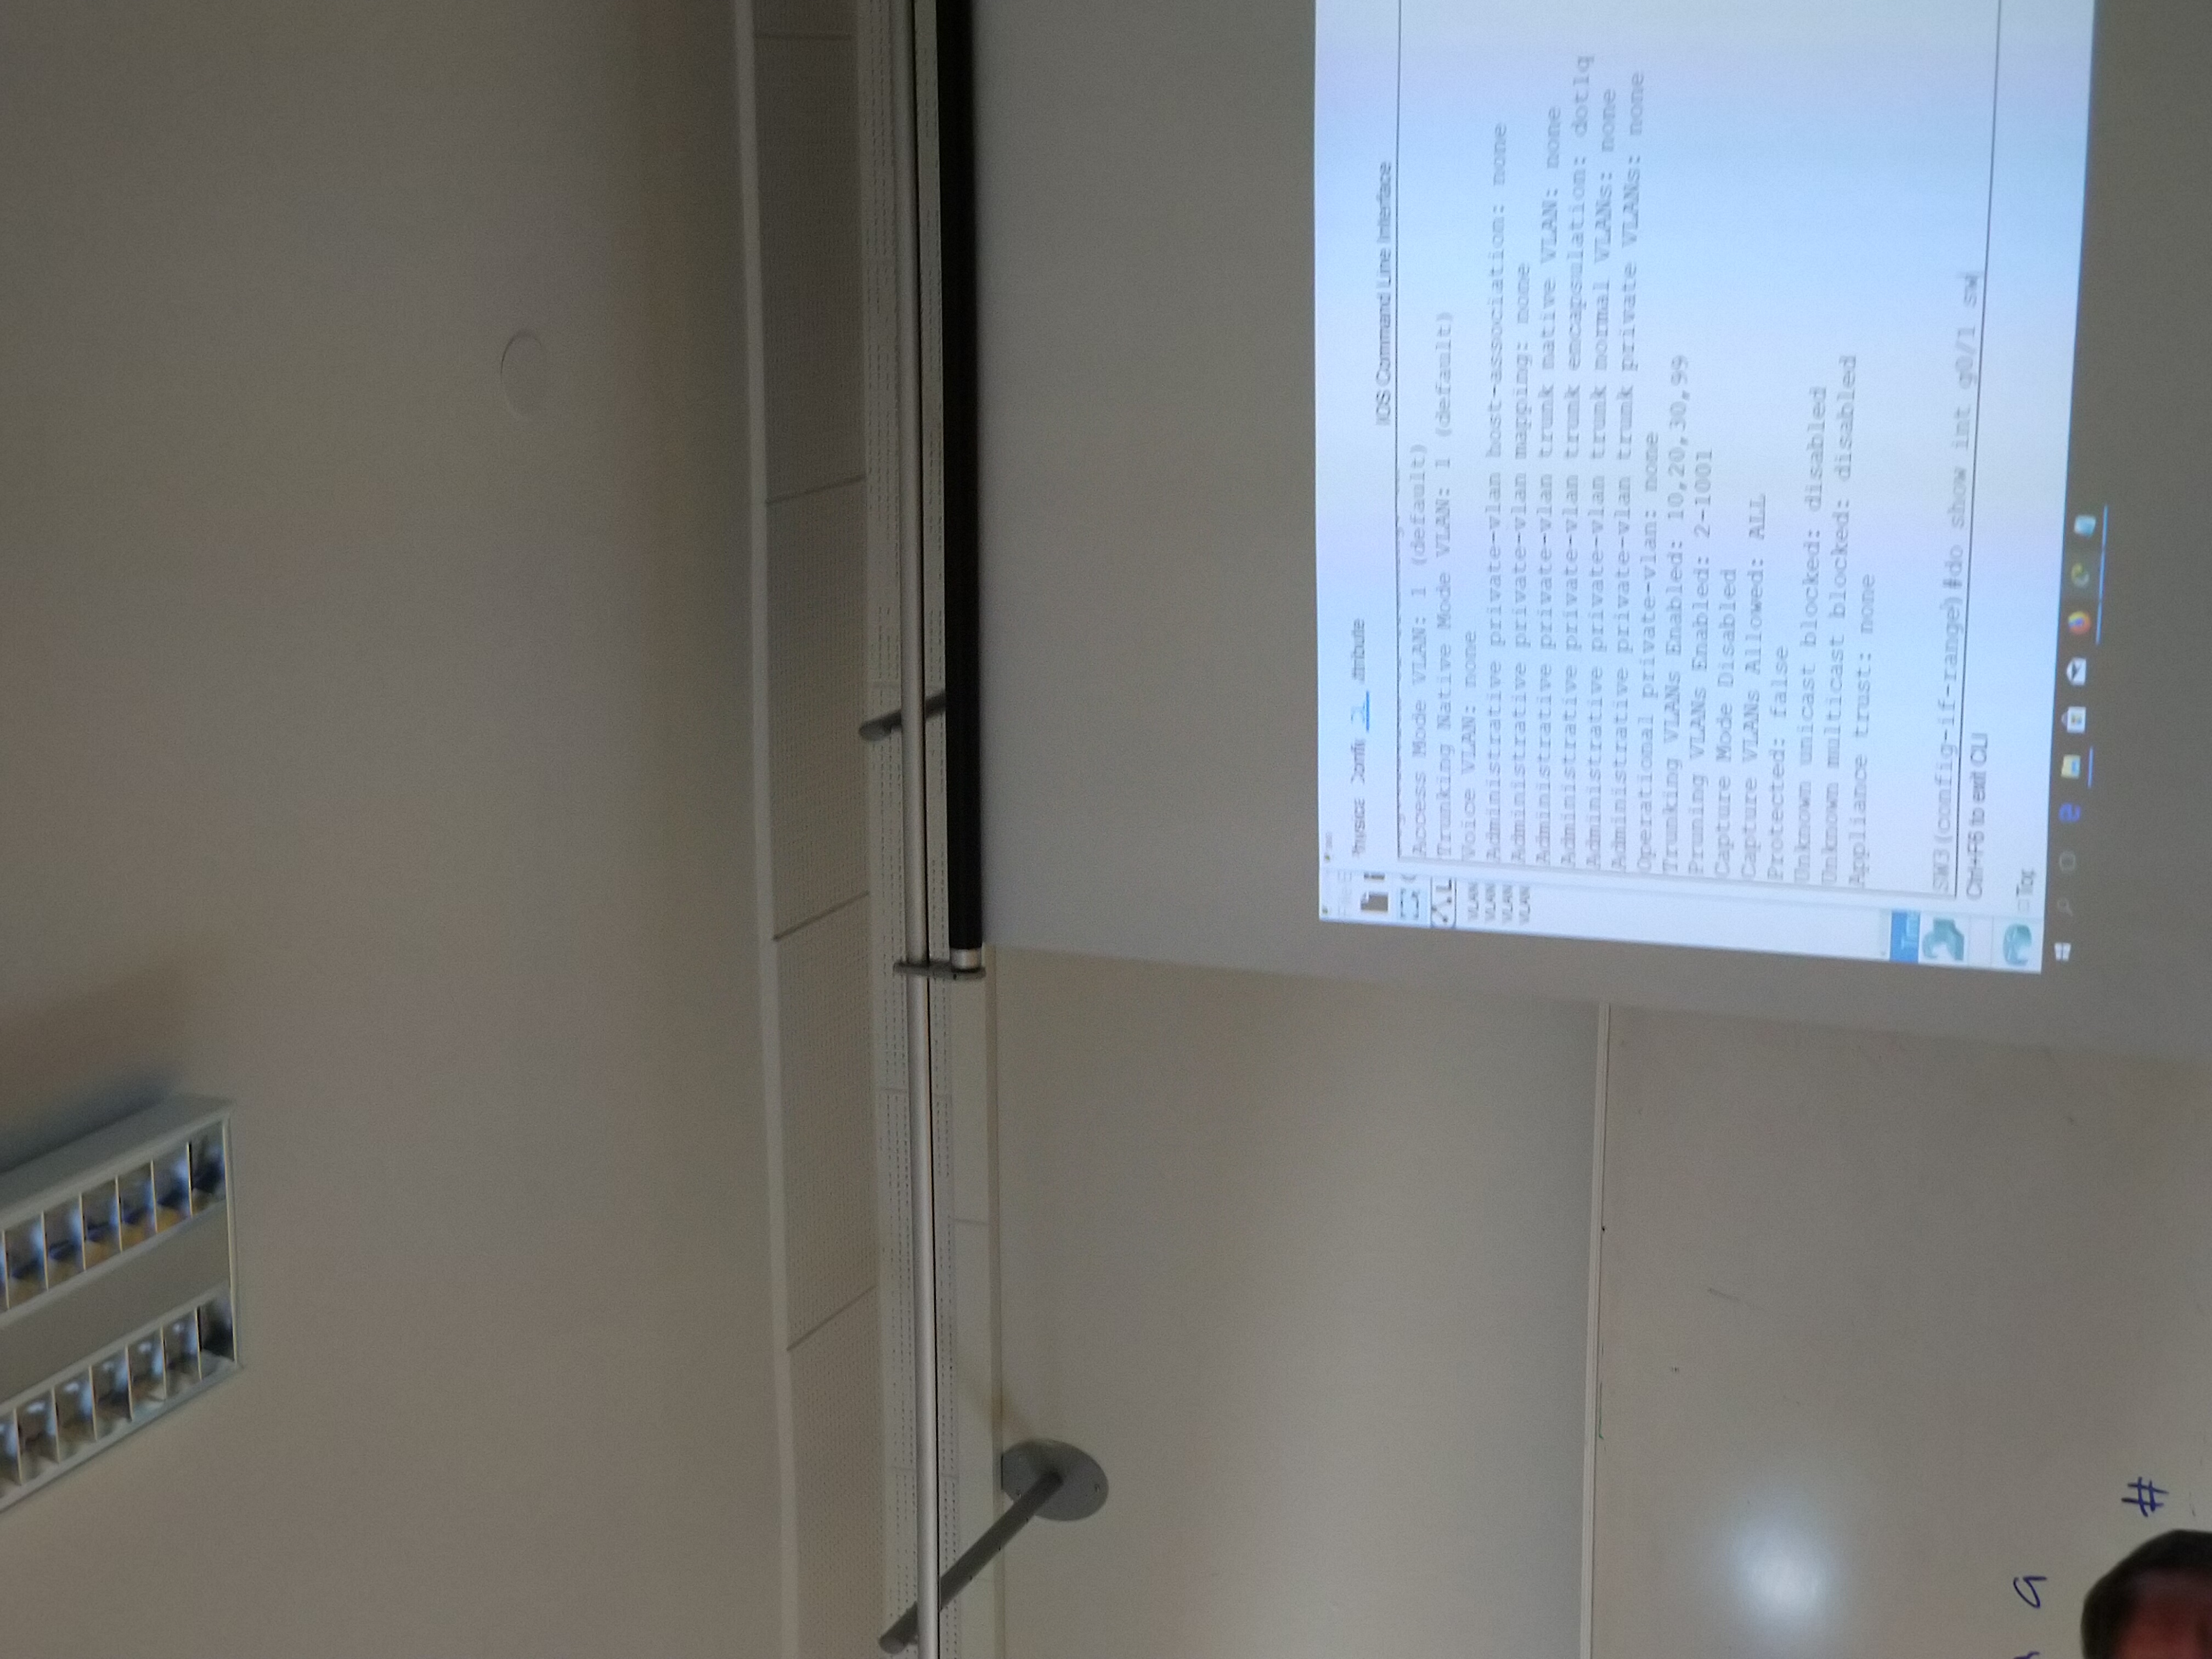 IOS Command Line Interface
Access Mode VLAN: 1 (default)
Trunking Native Mode VLAN: 1 (default)
Voice VLAN: none
Administrative private-vlan host-association: none
Administrative private-vlan mapping: none
Administrative private-vlan trunk native VLAN: none
Administrative private-vlan trunk encapsulation: dot1q
Administrative private-vlan trunk normal VLANs: none
Administrative private-vlan trunk private VLANs: none
Operational private-vlan: none
Trunking VLANs Enabled: 10,20,30,99
Pruning VLANs Enabled: 2-1001
Capture Mode Disabled
Capture VLANs Allowed: ALL
Protected: false
Unknown unicast blocked: disabled
Unknown multicast blocked: disabled
Appliance trust: none
SW3(config-if-range)#do show int g0/1 sw
Ctrl+F6 to exit CLI
Top
VLAN
VLAN
VLAN
VLAN
a
#